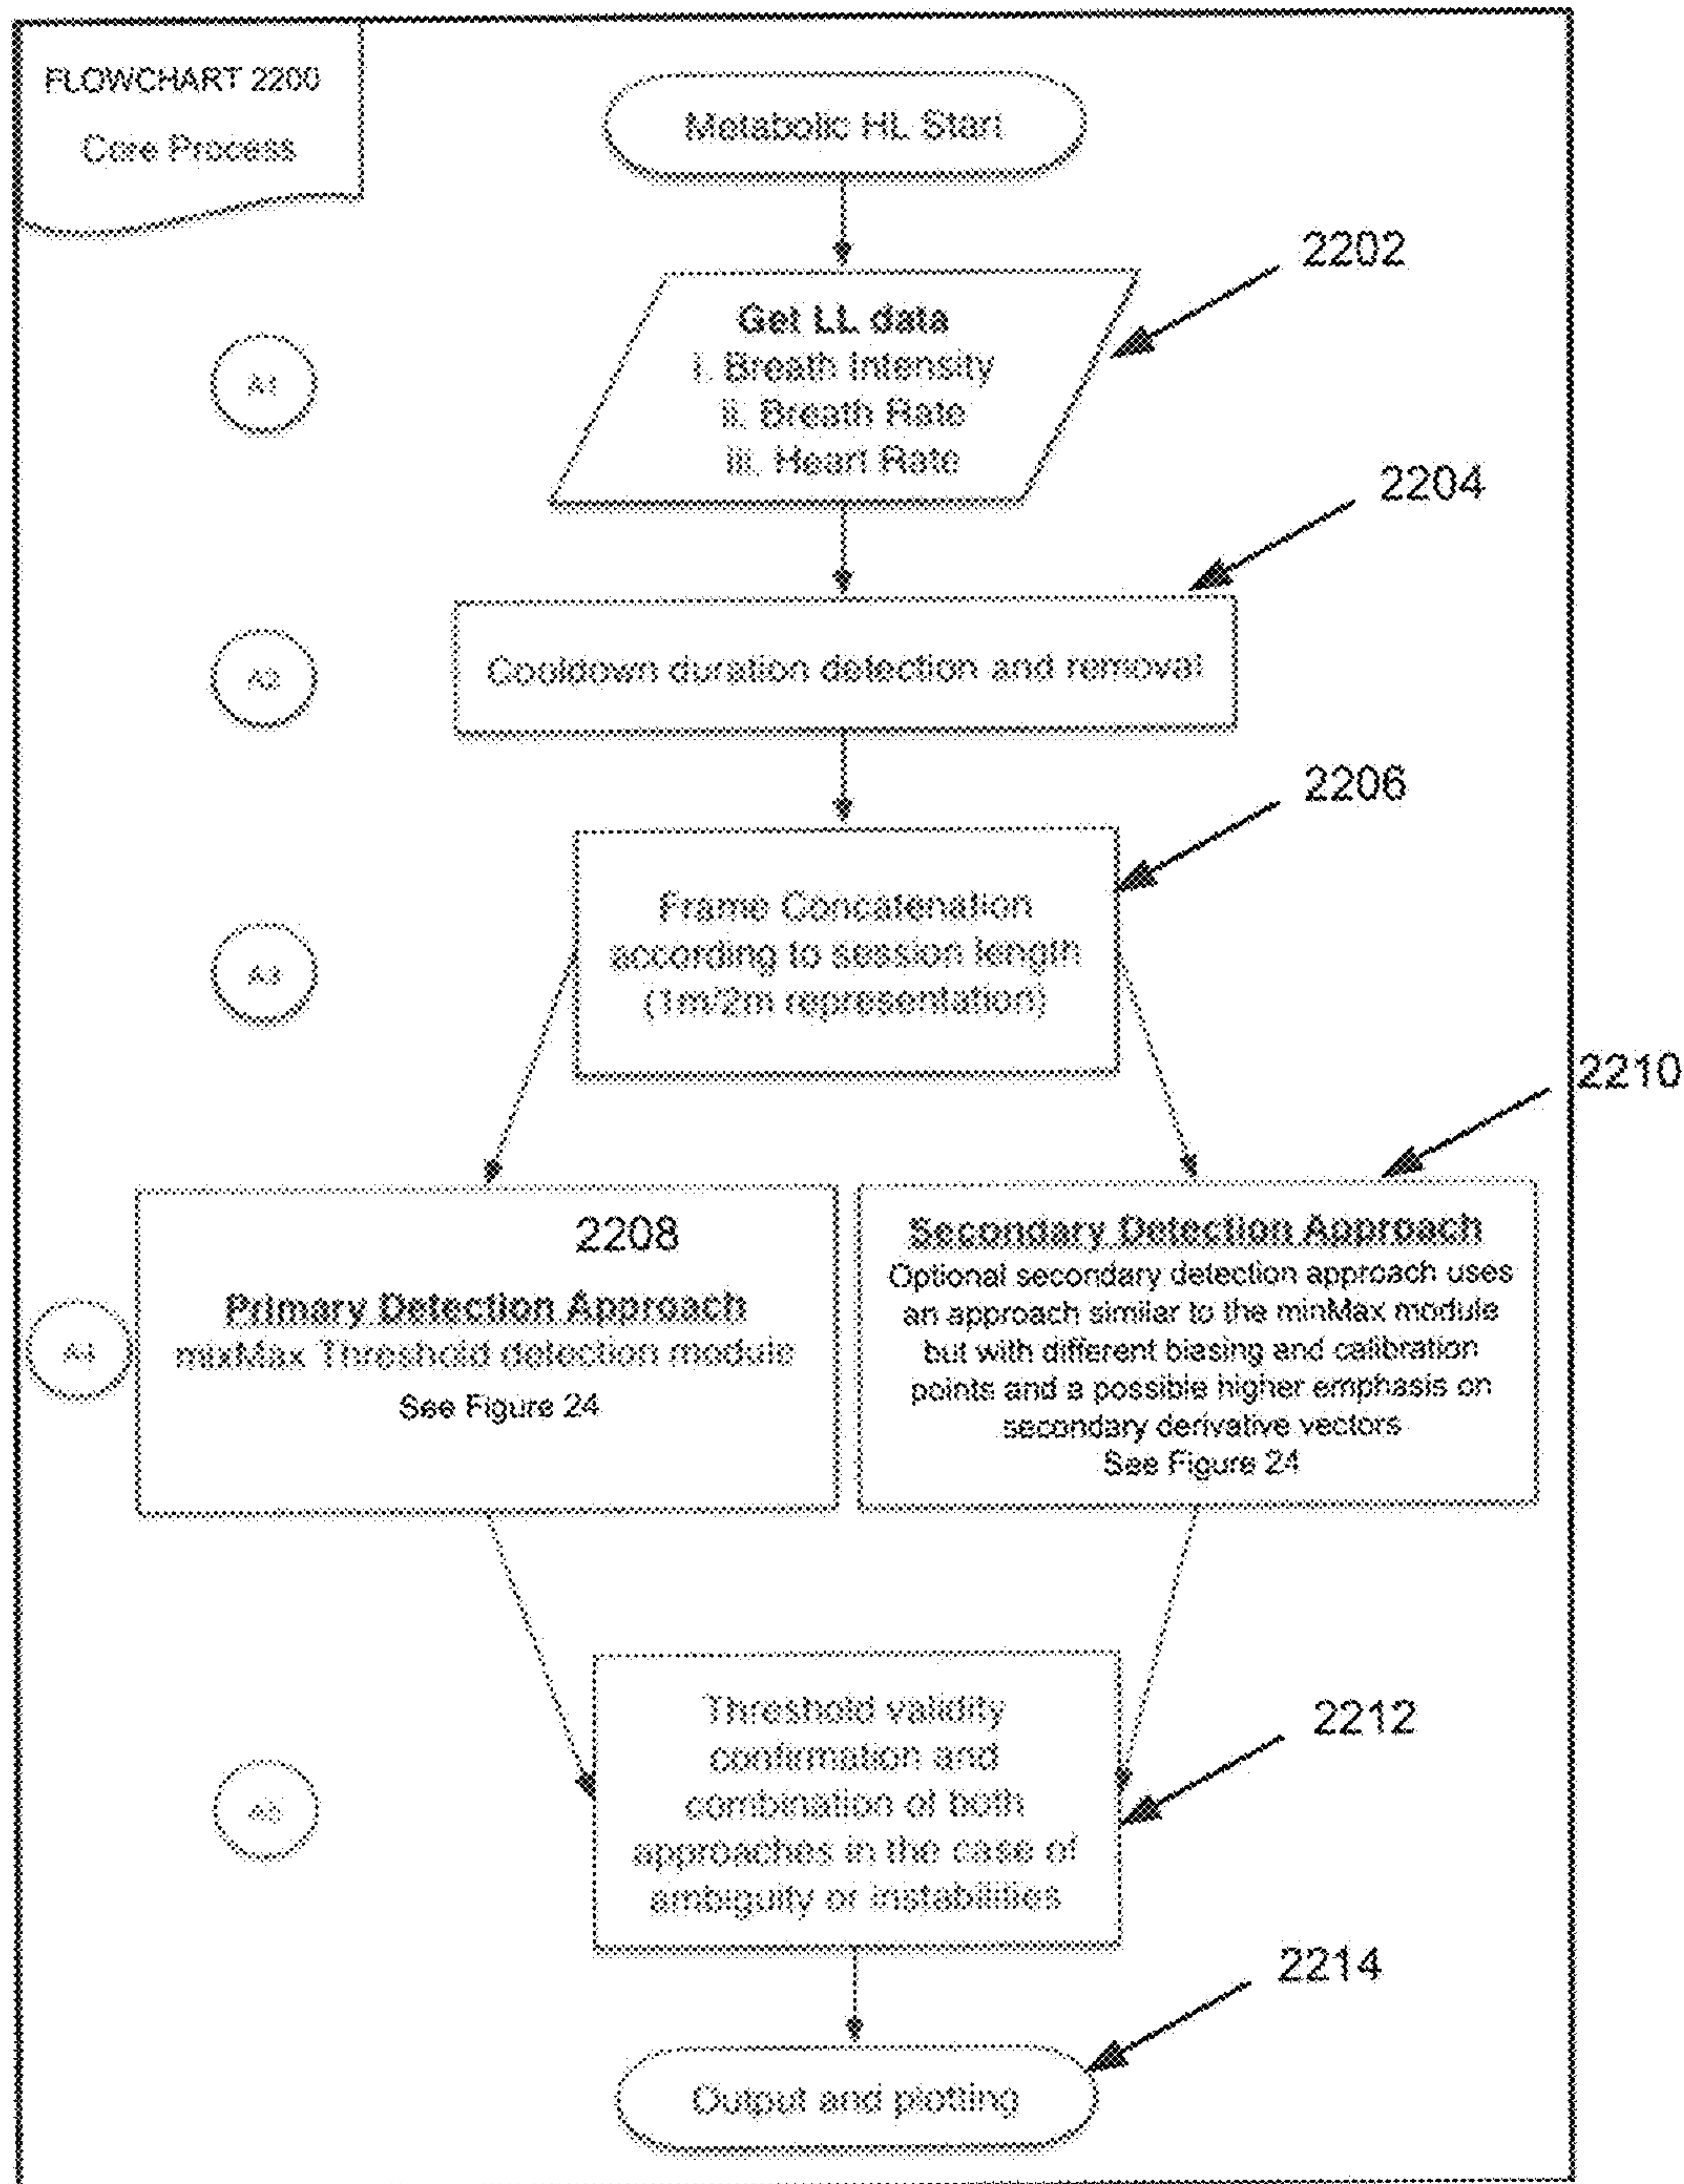 FLOWCHART 2200
Core Process
Metabolic HL Start
2202
A1
Get LL data
i. Breath Intensity
ii. Breath Rate
iii. Heart Rate
2204
A2
Cooldown duration detection and removal
2206
A3
Frame Concatenation
according to session length
(1m/2m representation)
2210
A4
2208
Primary Detection Approach
mixMax Threshold detection module
See Figure 24
Secondary Detection Approach
Optional secondary detection approach uses
an approach similar to the minMax module
but with different biasing and calibration
points and a possible higher emphasis on
secondary derivative vectors
See Figure 24
A5
Threshold validity
confirmation and
combination of both
approaches in the case of
ambiguity or instabilities
2212
2214
Output and plotting